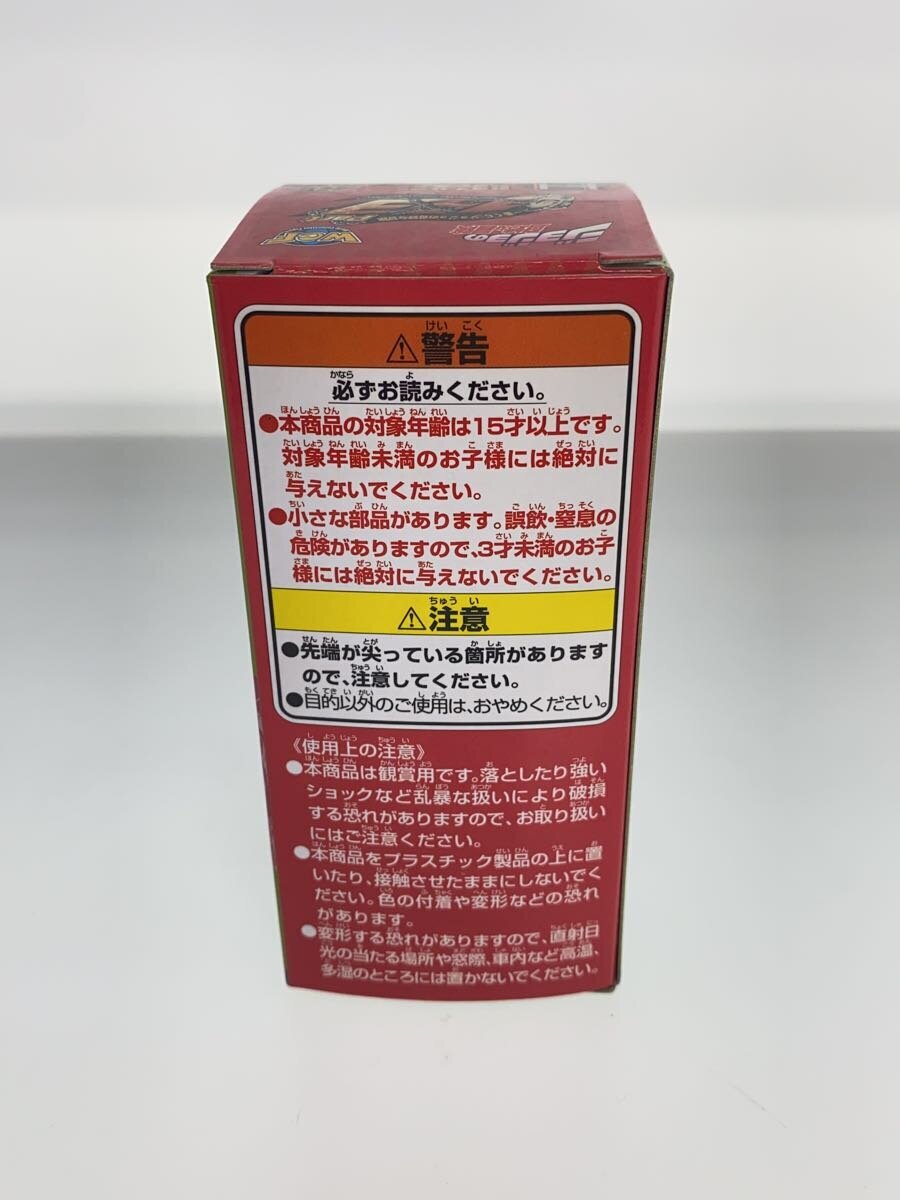 ジョジョの
WCF
警告
必ずお読みください。
●本商品の対象年齢は15才以上です。
対象年齢未満のお子様には絶対に
与えないでください。
●小さな部品があります。誤飲・窒息の
危険がありますので、3才未満のお子
様には絶対に与えないでください。
注意
●先端が尖っている箇所があります
ので、注意してください。
●目的以外のご使用は、おやめください。
《使用上の注意》
●本商品は観賞用です。落としたり強い
ショックなど乱暴な扱いにより破損
する恐れがありますので、お取り扱い
にはご注意ください。
●本商品をプラスチック製品の上に置
いたり、接触させたままにしないでく
ださい。色の付着や変形などの恐れ
があります。
●変形する恐れがありますので、直射日
光の当たる場所や窓際、車内など高温、
多湿のところには置かないでください。